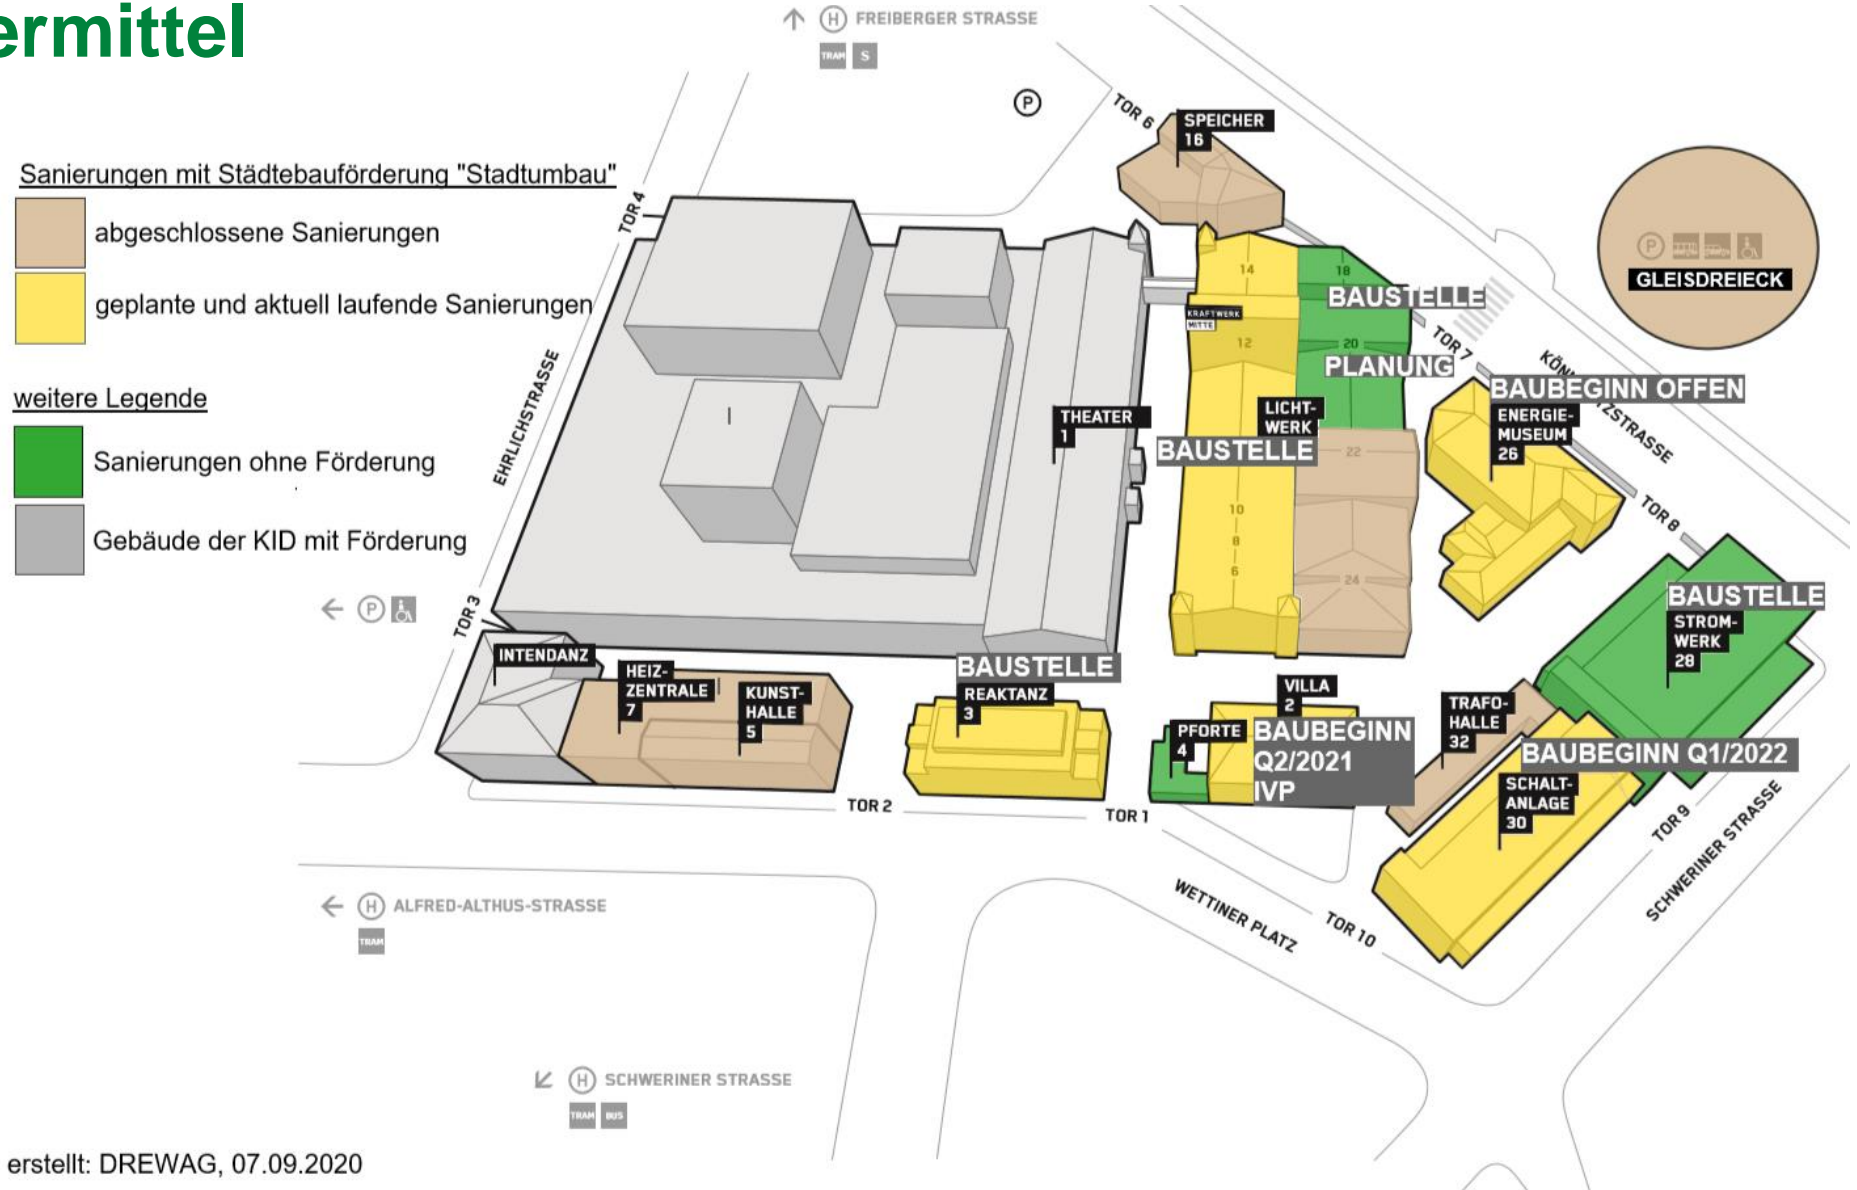 ermittel
FREIBERGER STRASSE
H
TRAM S
P
Sanierungen mit Städtebauförderung "Stadtumbau"
abgeschlossene Sanierungen
geplante und aktuell laufende Sanierungen
weitere Legende
Sanierungen ohne Förderung
Gebäude der KID mit Förderung
TOR 4
EHRLICHSTRASSE
TOR 3
P
TOR 6
SPEICHER
16
P
GLEISDREIECK
14
18
BAUSTELLE
KRAFTWERK
MITTE
12
20
PLANUNG
TOR 7
KÖNN
TZSTRASSE
BAUBEGINN OFFEN
ENERGIE-
MUSEUM
26
THEATER
1
LICHT-
WERK
BAUSTELLE
22
10
8
6
24
TOR 8
BAUSTELLE
STROM-
WERK
28
INTENDANZ
HEIZ-
ZENTRALE
7
KUNST-
HALLE
5
BAUSTELLE
REAKTANZ
3
VILLA
2
PFORTE
4
BAUBEGINN
Q2/2021
IVP
TRAFO-
HALLE
32
BAUBEGINN Q1/2022
SCHALT-
ANLAGE
30
TOR 2
TOR 1
TOR 9
SCHWERINER STRASSE
WETTINER PLATZ
TOR 10
H ALFRED-ALTHUS-STRASSE
TRAM
H SCHWERINER STRASSE
TRAM BUS
erstellt: DREWAG, 07.09.2020